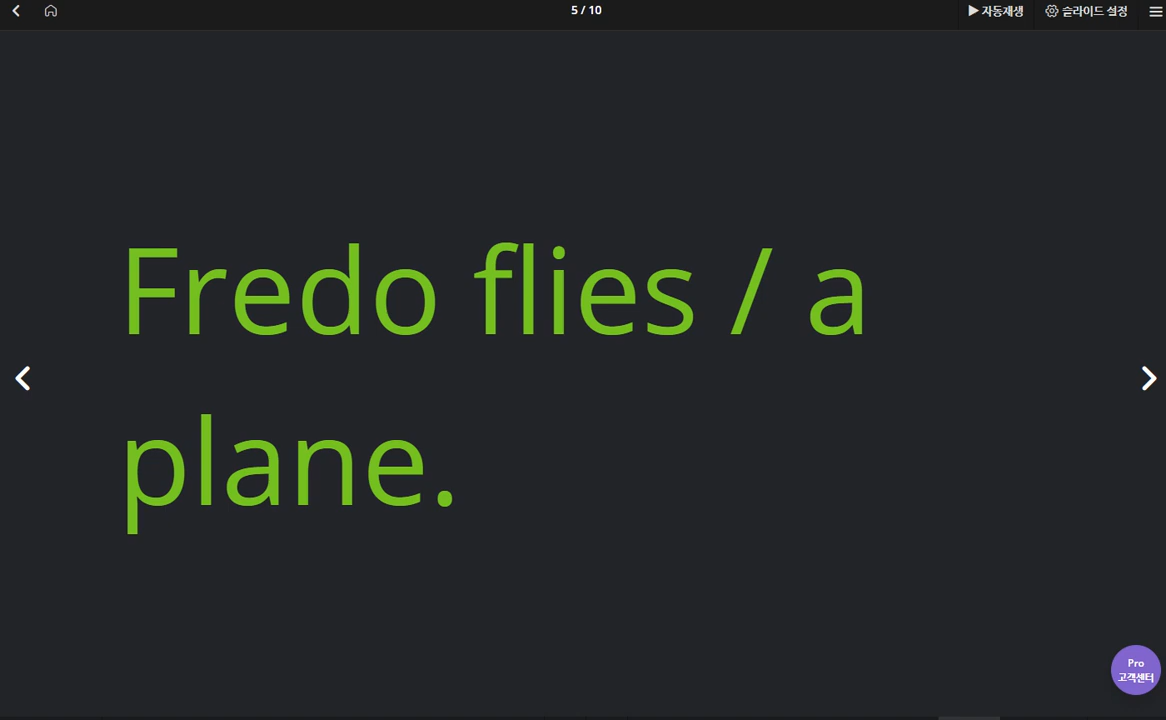 5 / 10
▶ 자동재생
슬라이드 설정
Fredo flies / a
plane.
Pro
고객센터